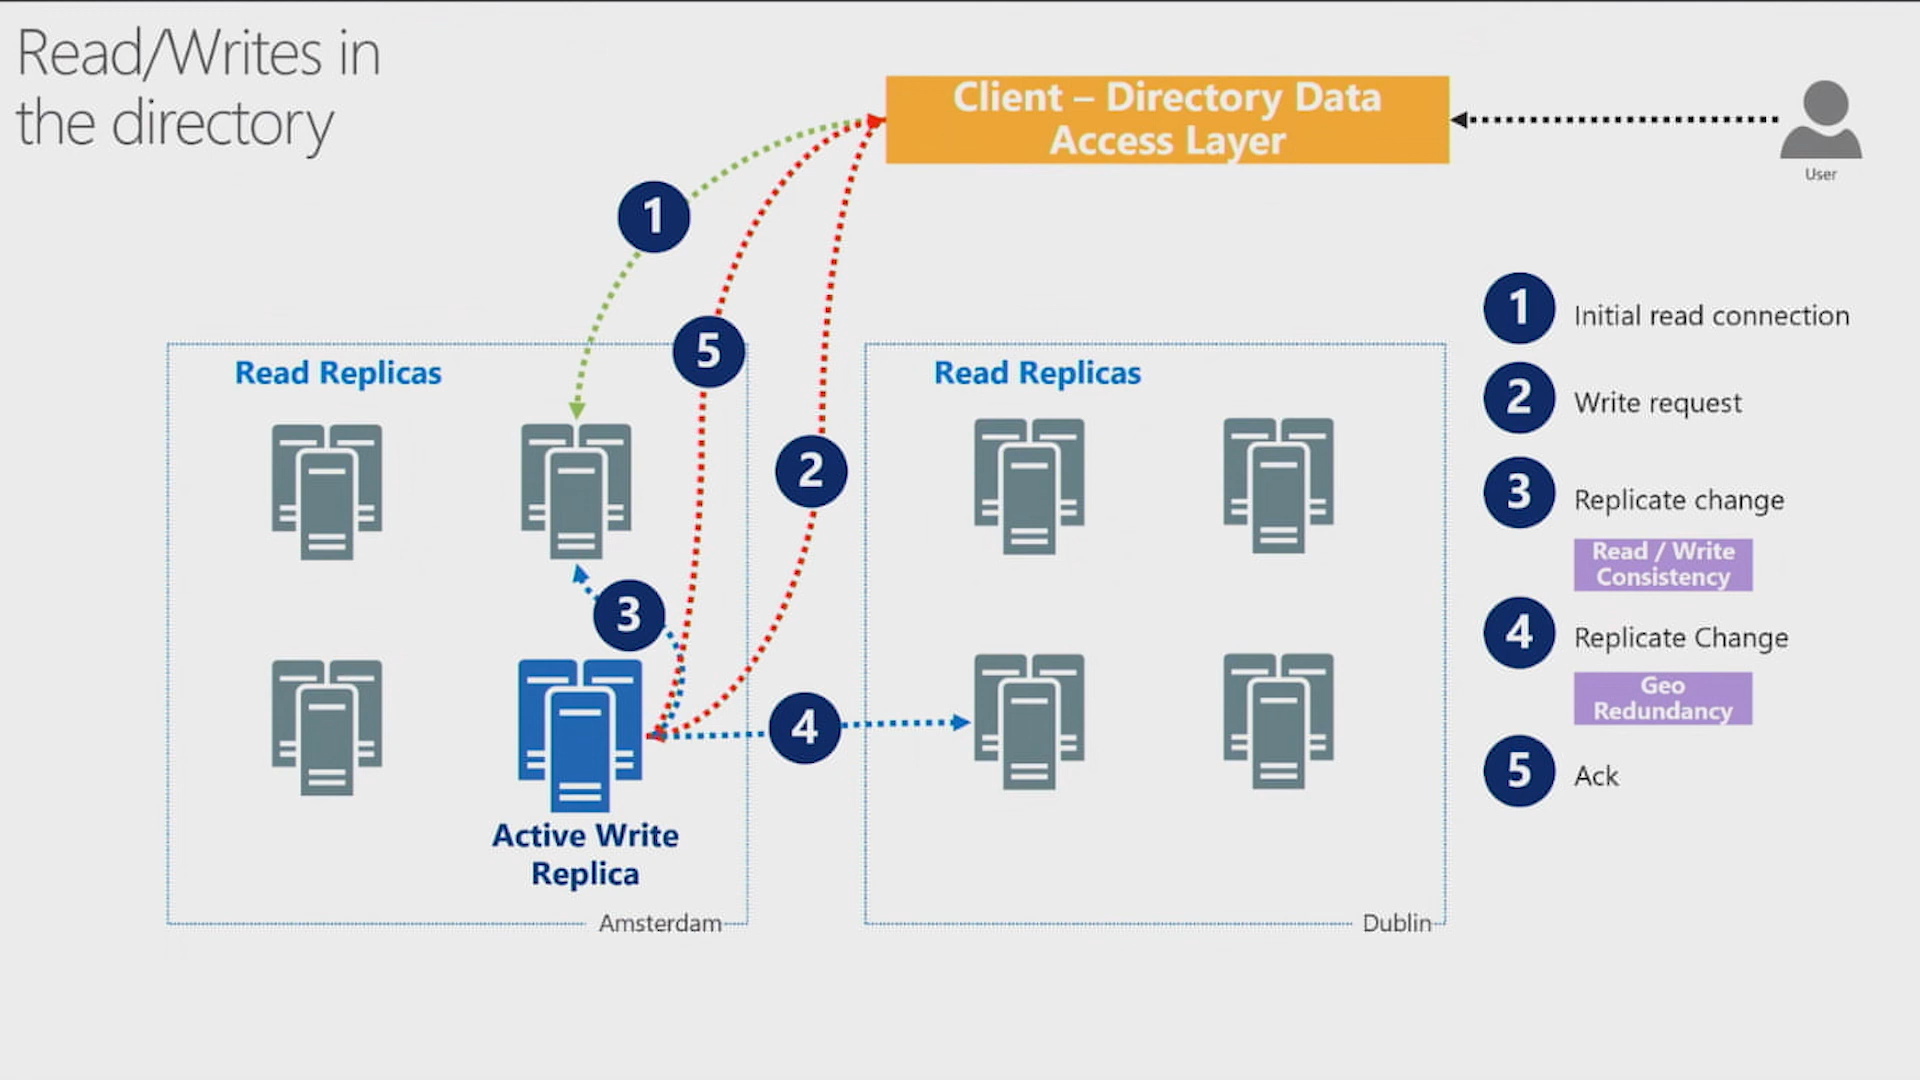 Read/Writes in
the directory
Client – Directory Data
Access Layer
User
1
5
2
3
4
Read Replicas
Active Write
Replica
Amsterdam
Read Replicas
Dublin
1 Initial read connection
2 Write request
3 Replicate change
Read / Write
Consistency
4 Replicate Change
Geo
Redundancy
5 Ack